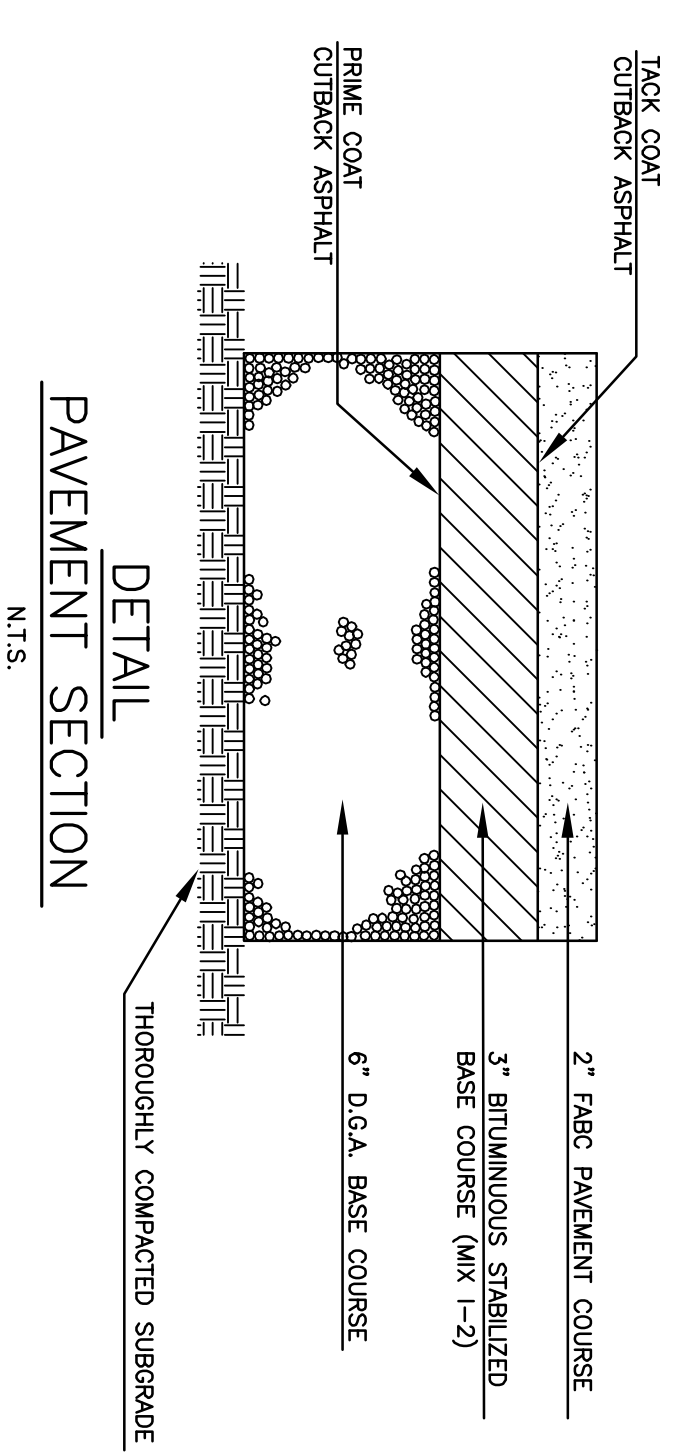 TACK COAT
CUTBACK ASPHALT
PRIME COAT
CUTBACK ASPHALT
2" FABC PAVEMENT COURSE
3" BITUMINUOUS STABILIZED
BASE COURSE (MIX I-2)
6" D.G.A. BASE COURSE
THOROUGHLY COMPACTED SUBGRADE
DETAIL
PAVEMENT SECTION
N.T.S.